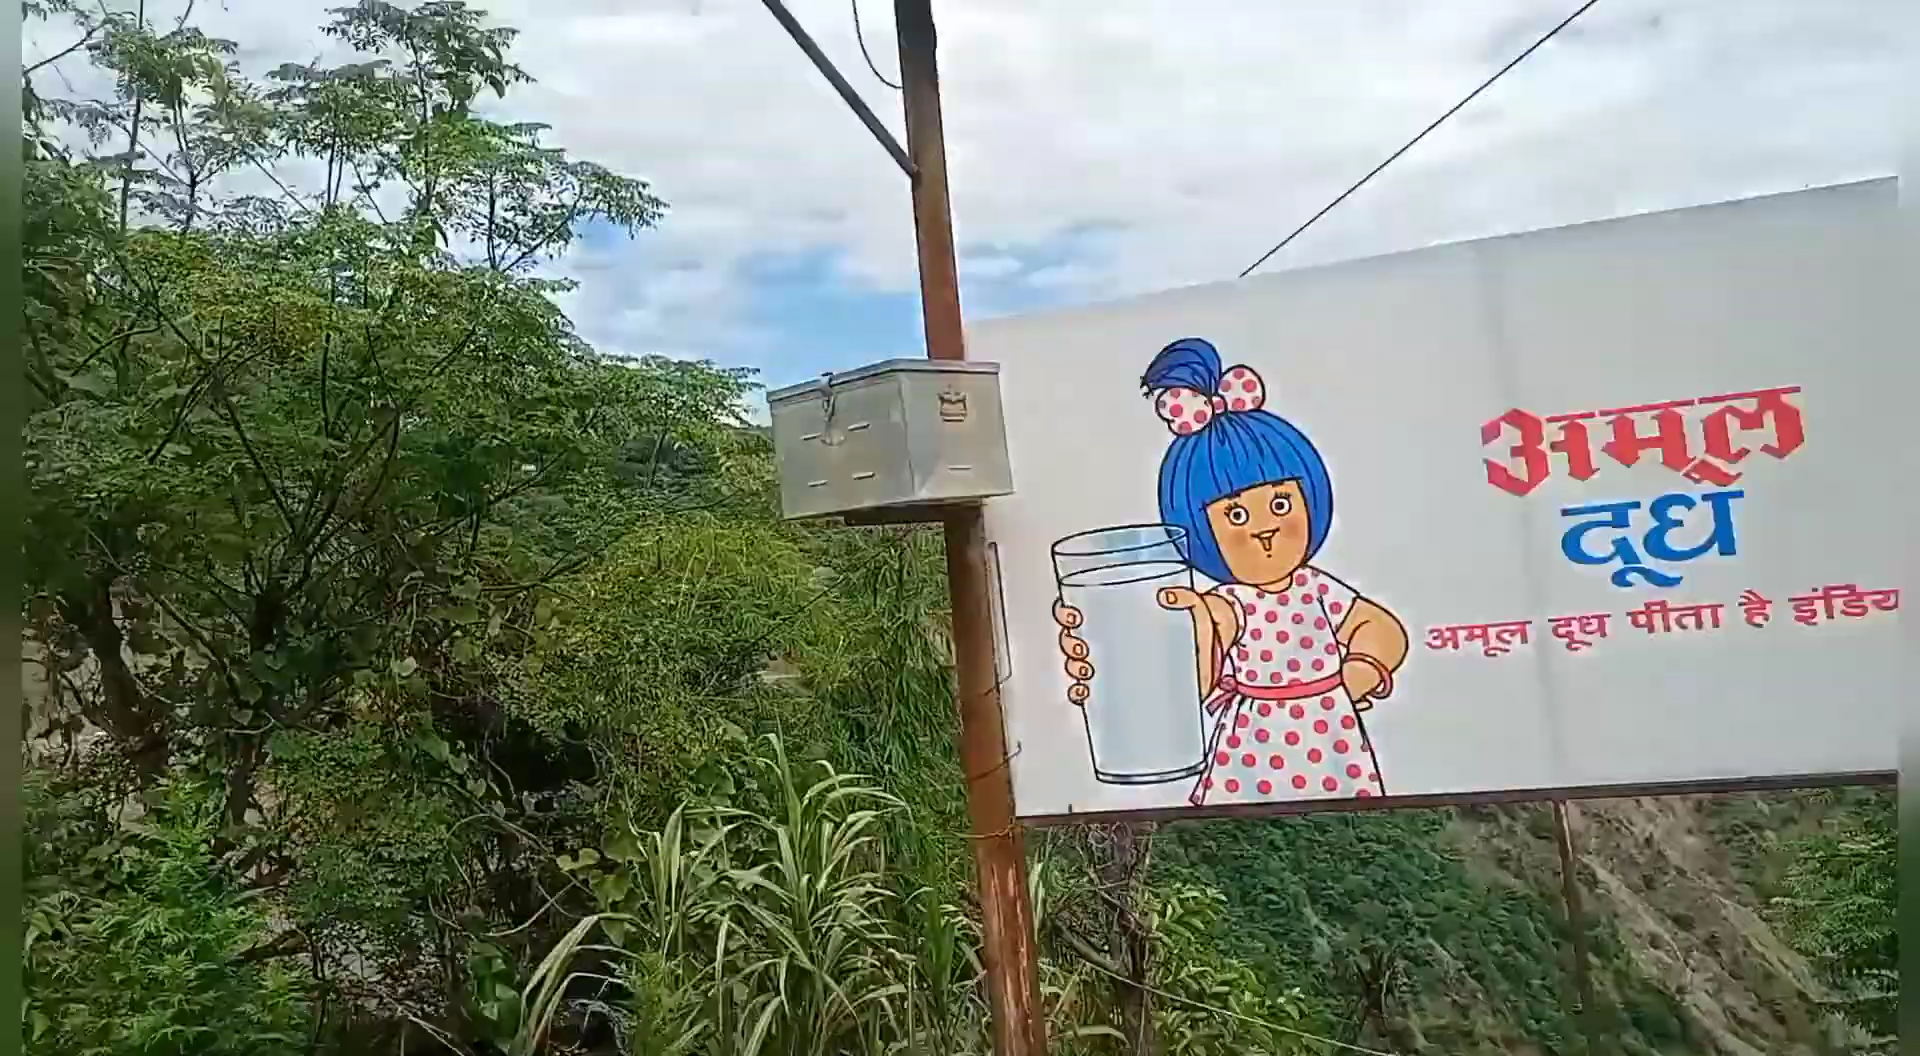 अमूल
दूध
अमूल दूध पीता है इंडिय